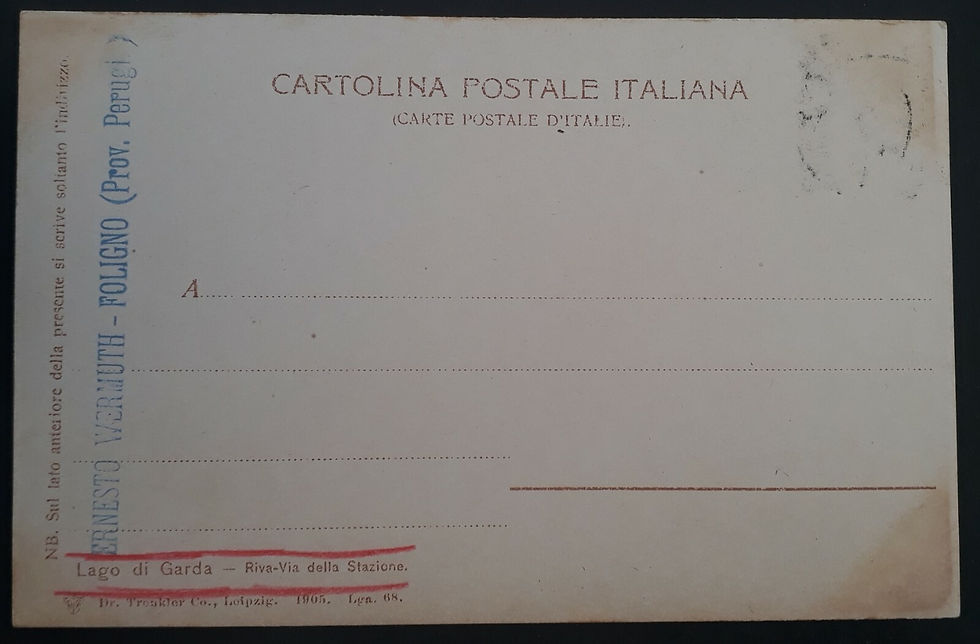 CARTOLINA POSTALE ITALIANA
(CARTE POSTALE D'ITALIE).
NB. Sul lato anteriore della presente si scrive soltanto l'indirizzo.
ERNESTO WERMUTH - FOLIGNO (Prov. Perugi )
A
Lago di Garda — Riva-Via della Stazione.
Dr. Trenkler Co., Leipzig. 1905. Lga. 68.